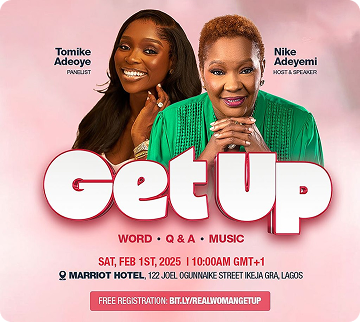 Tomike
Adeoye
PANELIST
Nike
Adeyemi
HOST & SPEAKER
Get Up
WORD • Q & A • MUSIC
SAT, FEB 1ST, 2025 | 10:00AM GMT+1
MARRIOT HOTEL, 122 JOEL OGUNNAIKE STREET IKEJA GRA, LAGOS
FREE REGISTRATION: BIT.LY/REALWOMANGETUP